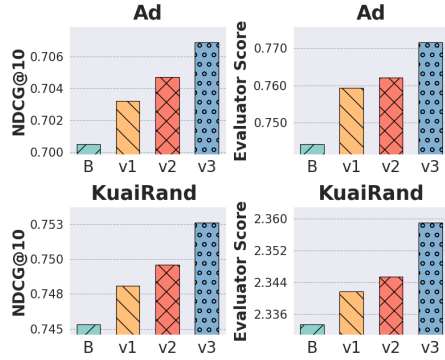 Ad
NDCG@10
0.706
0.704
0.702
0.700
B v1 v2 v3
Ad
Evaluator Score
0.770
0.760
0.750
B v1 v2 v3
KuaiRand
NDCG@10
0.753
0.750
0.748
0.745
B v1 v2 v3
KuaiRand
Evaluator Score
2.360
2.352
2.344
2.336
B v1 v2 v3